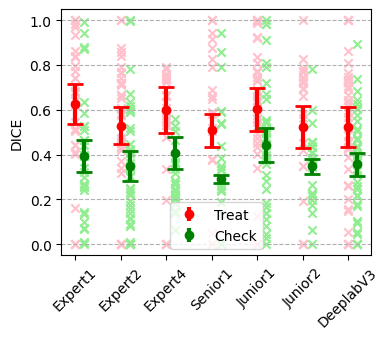 1.0
0.8
0.6
0.4
0.2
0.0
DICE
Treat
Check
Expert1
Expert2
Expert4
Senior1
Junior1
Junior2
DeeplabV3